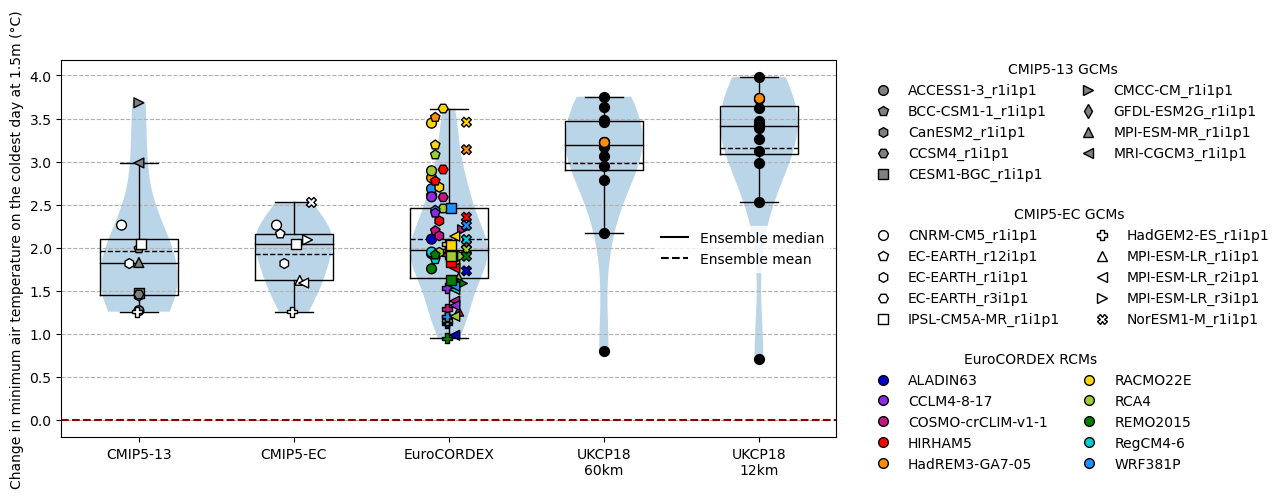 Change in minimum air temperature on the coldest day at 1.5m (°C)
4.0
3.5
3.0
2.5
2.0
1.5
1.0
0.5
0.0
CMIP5-13
CMIP5-EC
EuroCORDEX
UKCP18
60km
UKCP18
12km
Ensemble median
Ensemble mean
CMIP5-13 GCMs
ACCESS1-3_r1i1p1
BCC-CSM1-1_r1i1p1
CanESM2_r1i1p1
CCSM4_r1i1p1
CESM1-BGC_r1i1p1
CMCC-CM_r1i1p1
GFDL-ESM2G_r1i1p1
MPI-ESM-MR_r1i1p1
MRI-CGCM3_r1i1p1
CMIP5-EC GCMs
CNRM-CM5_r1i1p1
EC-EARTH_r12i1p1
EC-EARTH_r1i1p1
EC-EARTH_r3i1p1
IPSL-CM5A-MR_r1i1p1
HadGEM2-ES_r1i1p1
MPI-ESM-LR_r1i1p1
MPI-ESM-LR_r2i1p1
MPI-ESM-LR_r3i1p1
NorESM1-M_r1i1p1
EuroCORDEX RCMs
ALADIN63
CCLM4-8-17
COSMO-crCLIM-v1-1
HIRHAM5
HadREM3-GA7-05
RACMO22E
RCA4
REMO2015
RegCM4-6
WRF381P